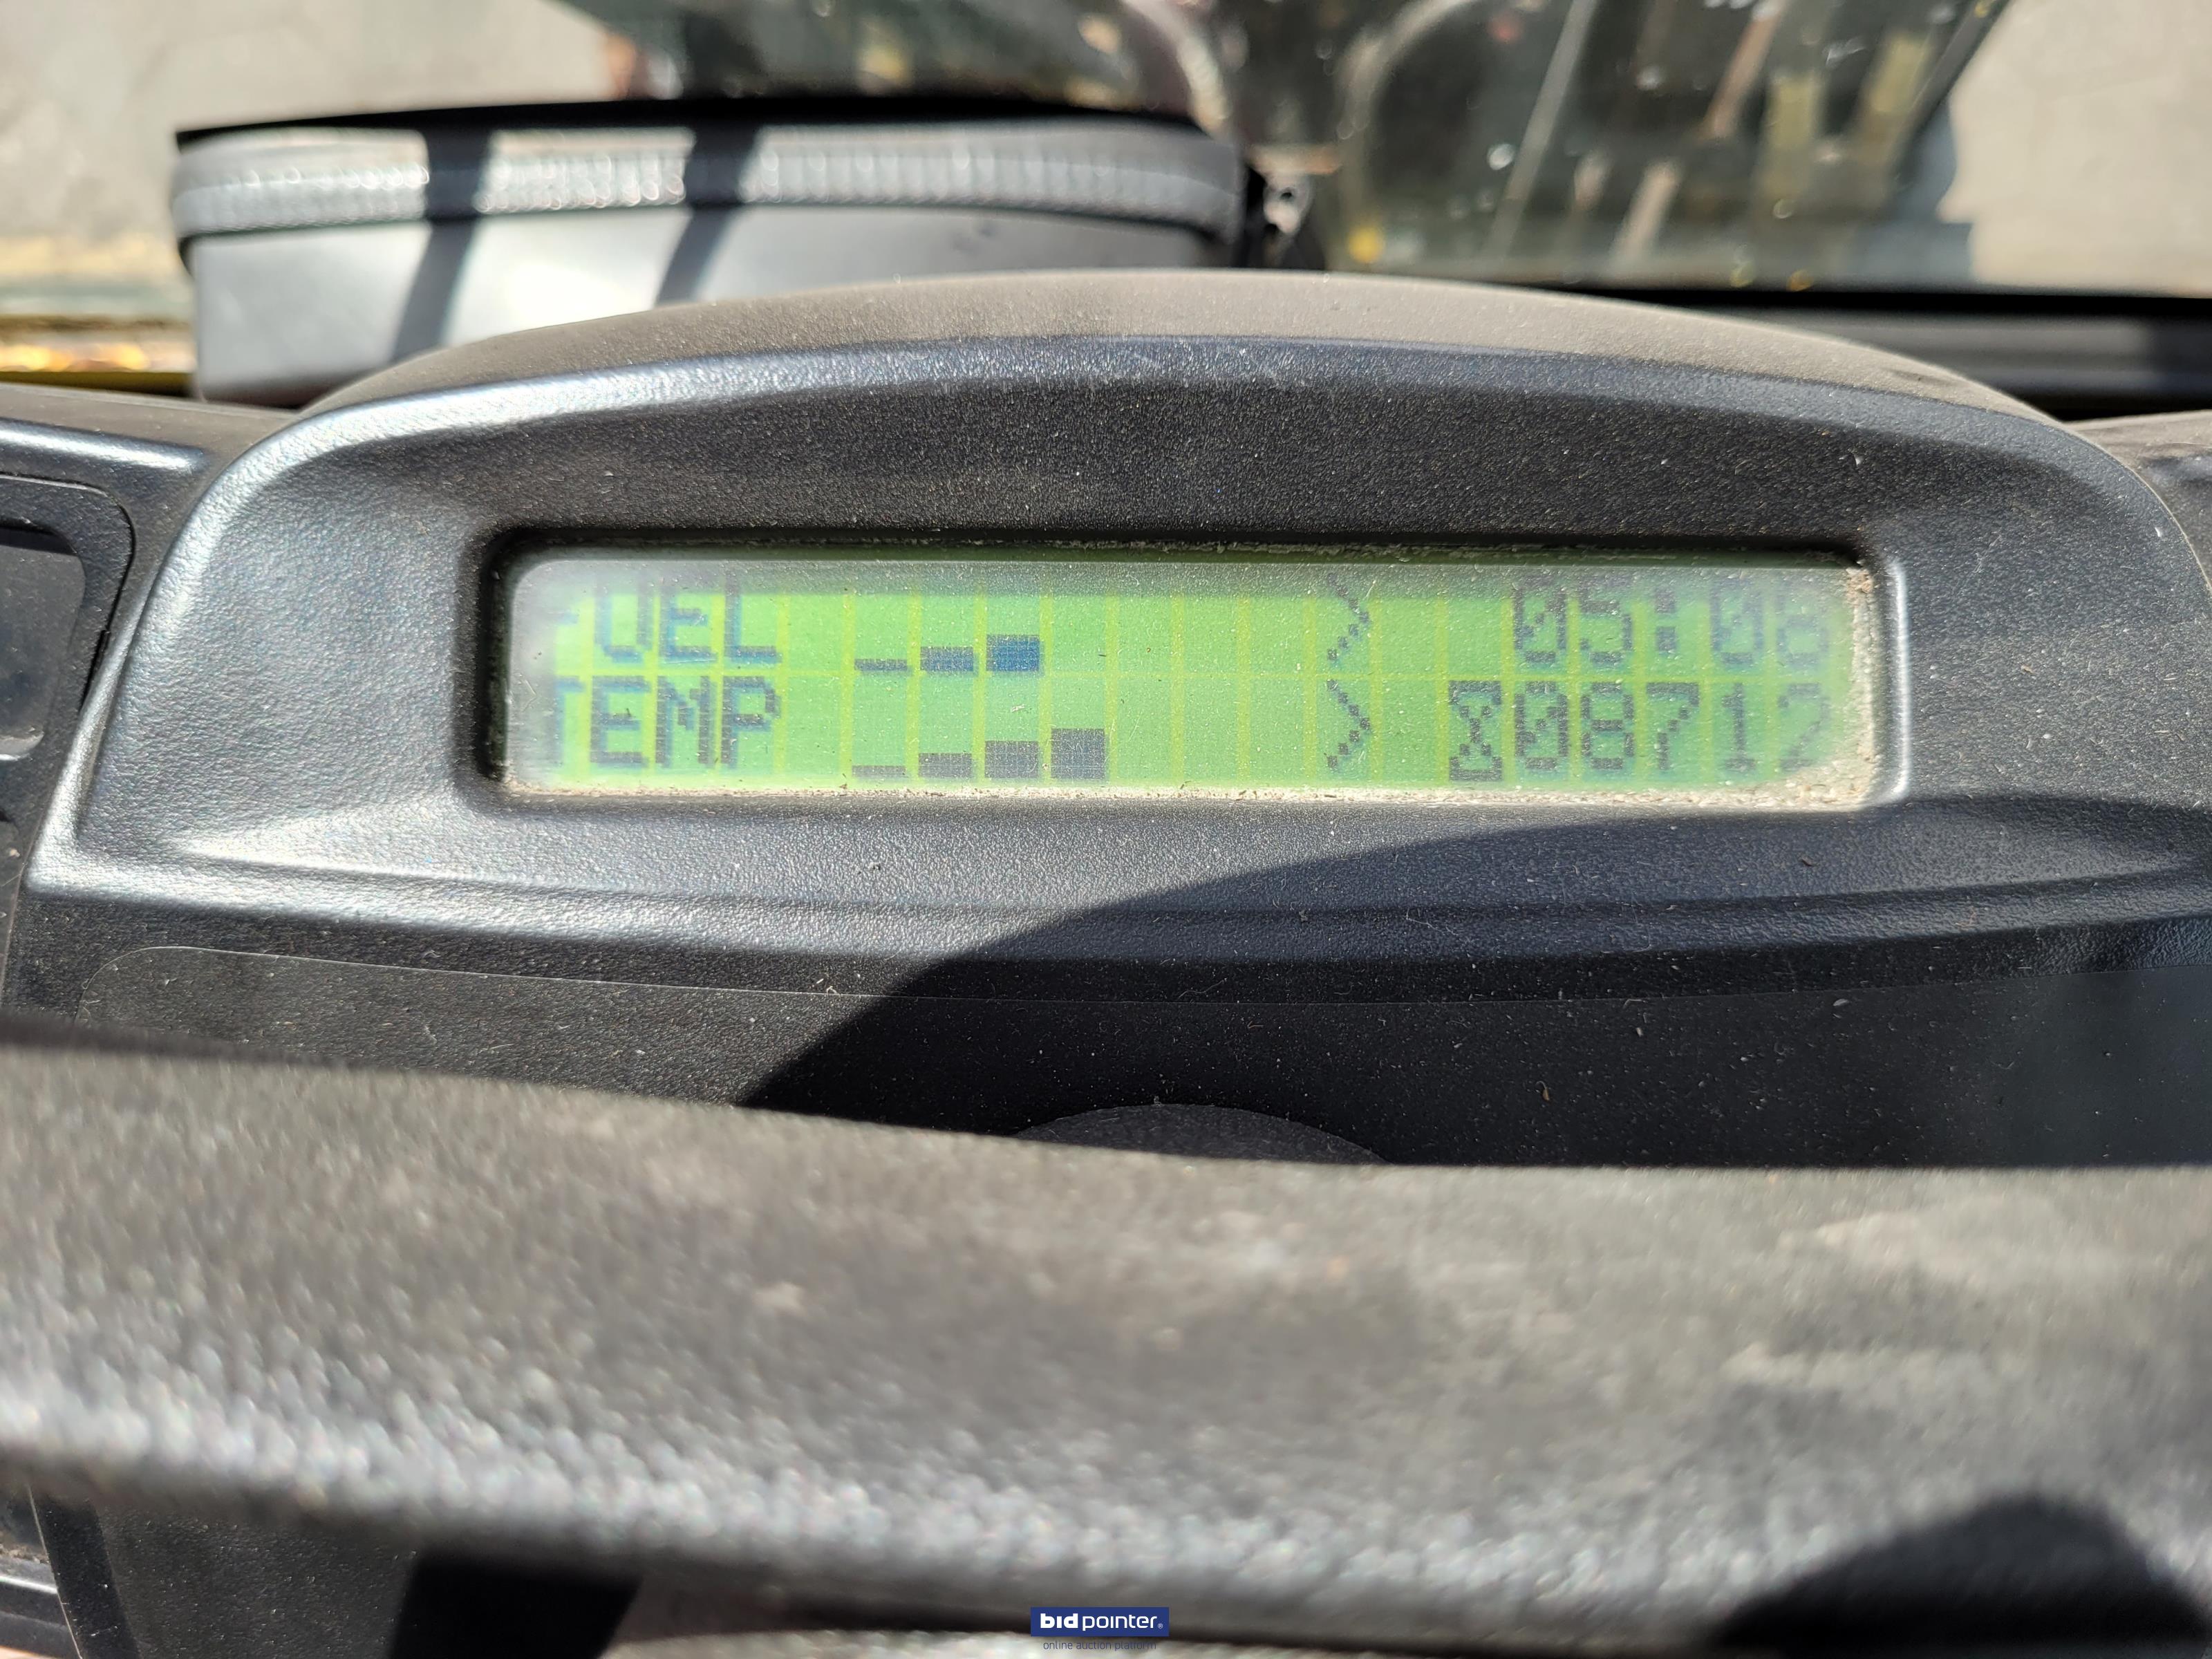 FUEL > 05:06
TEMP > ⌛08712
bidpointer.
online auction platform